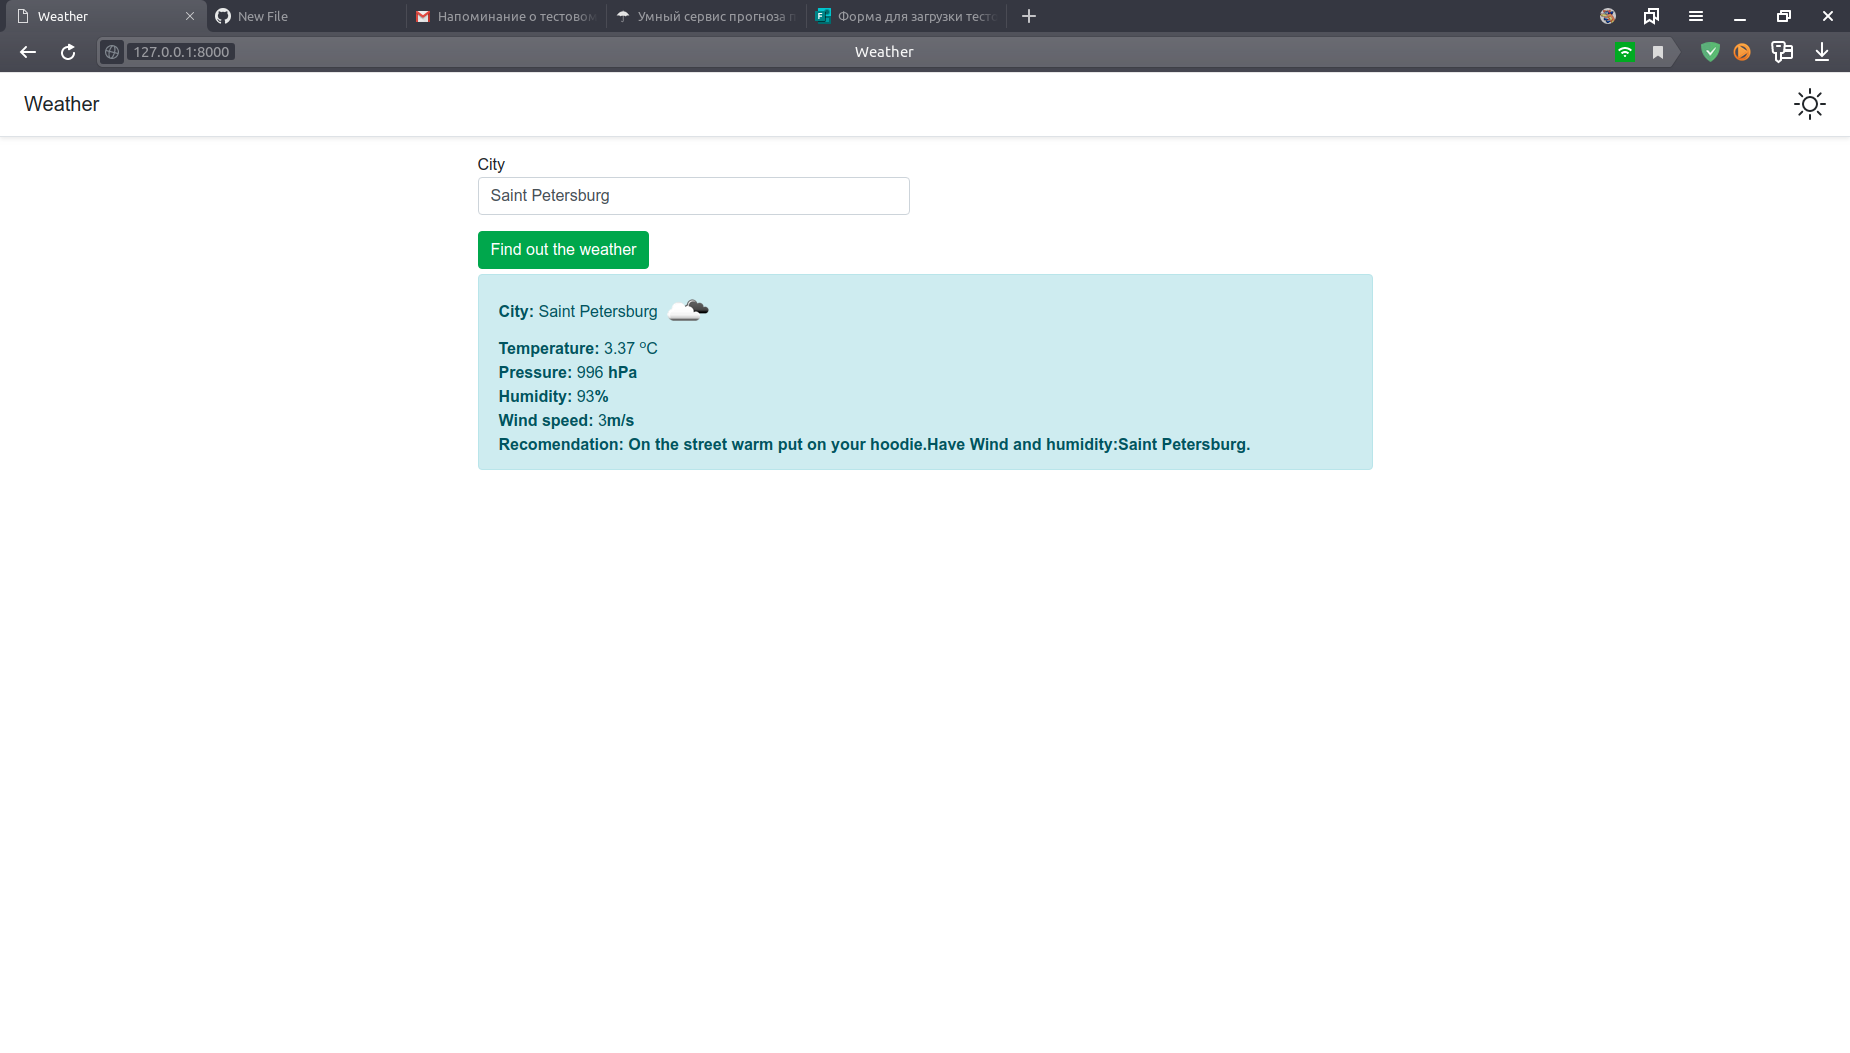 Weather
New File
Напоминание о тестовом
Умный сервис прогноза п
Форма для загрузки тесто
127.0.0.1:8000
Weather
Weather
City
Saint Petersburg
Find out the weather
City: Saint Petersburg
Temperature: 3.37 ºC
Pressure: 996 hPa
Humidity: 93%
Wind speed: 3m/s
Recomendation: On the street warm put on your hoodie.Have Wind and humidity:Saint Petersburg.